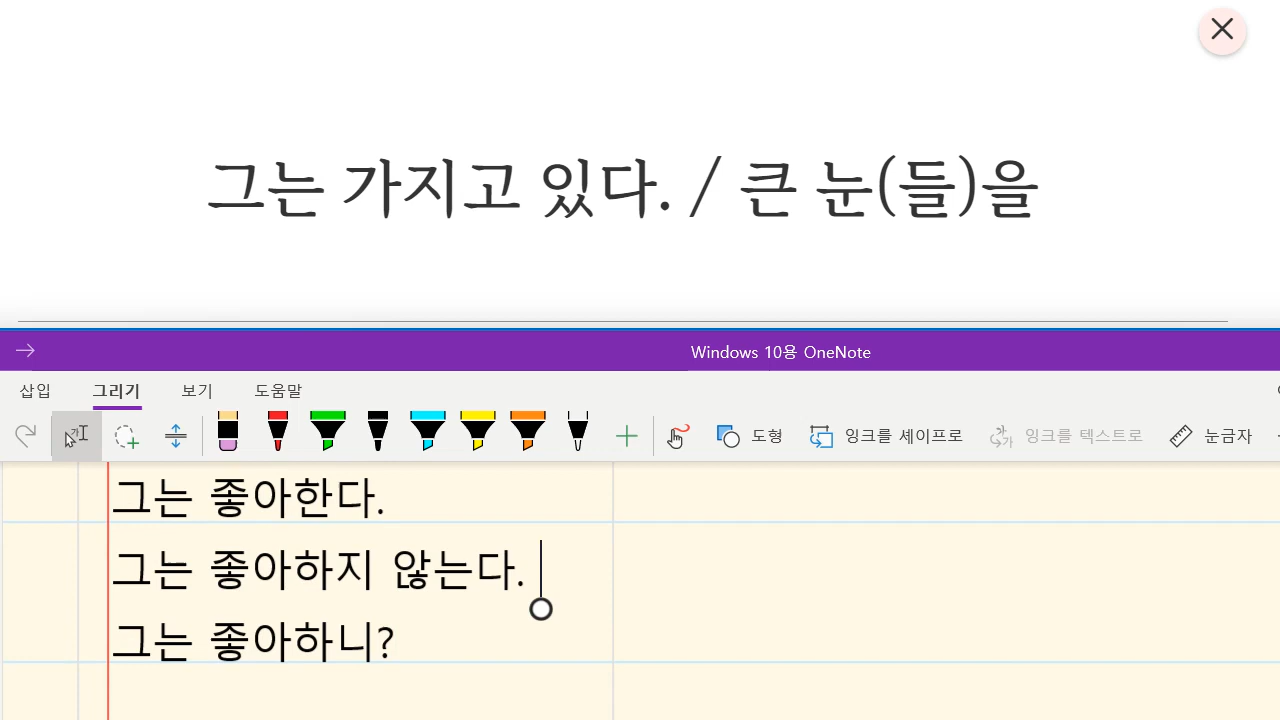 그는 가지고 있다. / 큰 눈(들)을
Windows 10용 OneNote
삽입 그리기 보기 도움말
가 도형 잉크를 셰이프로 가 잉크를 텍스트로 눈금자
그는 좋아한다.
그는 좋아하지 않는다.
그는 좋아하니?